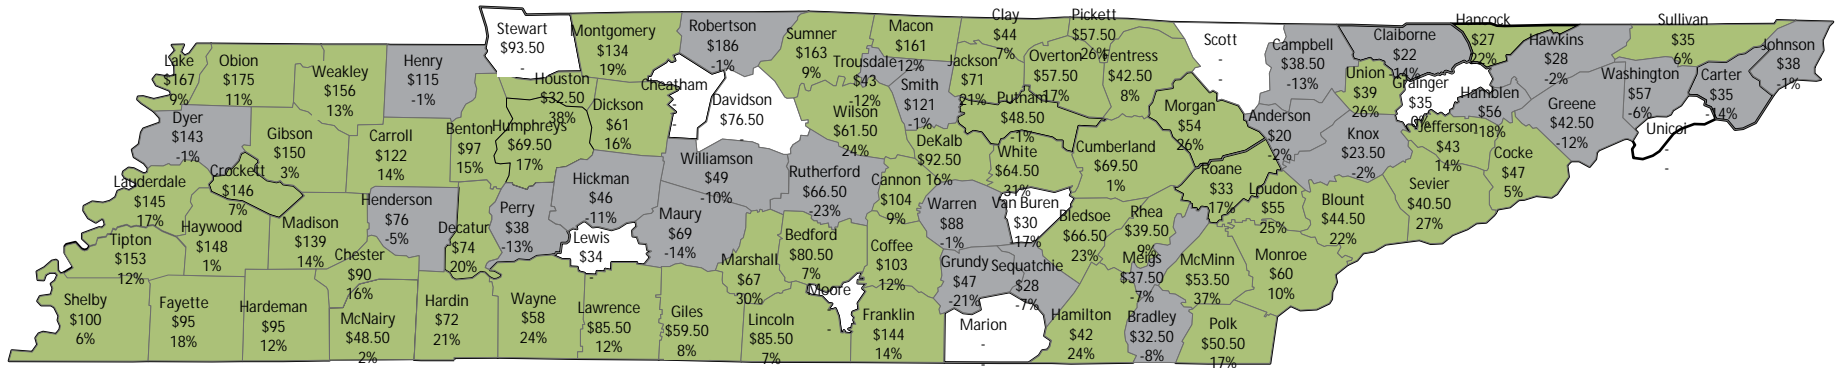 Lake
$167
9%
Obion
$175
11%
Weakley
$156
13%
Henry
$115
-1%
Stewart
$93.50
-
Montgomery
$134
19%
Houston
$32.50
38%
Robertson
$186
-1%
Cheatham
-
-
Davidson
$76.50
-
Sumner
$163
9%
Trousdale
$43
-12%
Macon
$161
12%
Clay
$44
7%
Pickett
$57.50
26%
Jackson
$71
21%
Overton
$57.50
17%
Fentress
$42.50
8%
Scott
-
-
Campbell
$38.50
-13%
Claiborne
$22
-14%
Hancock
$27
22%
Hawkins
$28
-2%
Sullivan
$35
6%
Johnson
$38
-1%
Carter
$35
-14%
Washington
$57
-6%
Unicoi
-
-
Greene
$42.50
-12%
Hamblen
$56
-18%
Grainger
$35
0%
Union
$39
26%
Jefferson
$43
14%
Cocke
$47
5%
Sevier
$40.50
27%
Knox
$23.50
-2%
Anderson
$20
-2%
Morgan
$54
26%
Roane
$33
17%
Loudon
$55
25%
Blount
$44.50
22%
Monroe
$60
10%
McMinn
$53.50
37%
Polk
$50.50
17%
Bradley
$32.50
-8%
Meigs
$37.50
-7%
Rhea
$39.50
9%
Hamilton
$42
24%
Bledsoe
$66.50
23%
Sequatchie
$28
-7%
Marion
-
-
Grundy
$47
-21%
Van Buren
$30
-17%
Cumberland
$69.50
1%
White
$64.50
31%
Putnam
$48.50
-1%
Smith
$121
-1%
DeKalb
$92.50
16%
Warren
$88
-1%
Cannon
$104
9%
Wilson
$61.50
24%
Rutherford
$66.50
-23%
Coffee
$103
12%
Franklin
$144
14%
Moore
-
Bedford
$80.50
7%
Lincoln
$85.50
7%
Marshall
$67
30%
Giles
$59.50
8%
Maury
$69
-14%
Williamson
$49
-10%
Hickman
$46
-11%
Lewis
$34
-
Lawrence
$85.50
12%
Wayne
$58
24%
Perry
$38
-13%
Dickson
$61
16%
Humphreys
$69.50
17%
Benton
$97
15%
Decatur
$74
20%
Hardin
$72
21%
McNairy
$48.50
2%
Chester
$90
16%
Henderson
$76
-5%
Carroll
$122
14%
Gibson
$150
3%
Madison
$139
14%
Crockett
$146
7%
Dyer
$143
-1%
Lauderdale
$145
17%
Haywood
$148
1%
Tipton
$153
12%
Shelby
$100
6%
Fayette
$95
18%
Hardeman
$95
12%